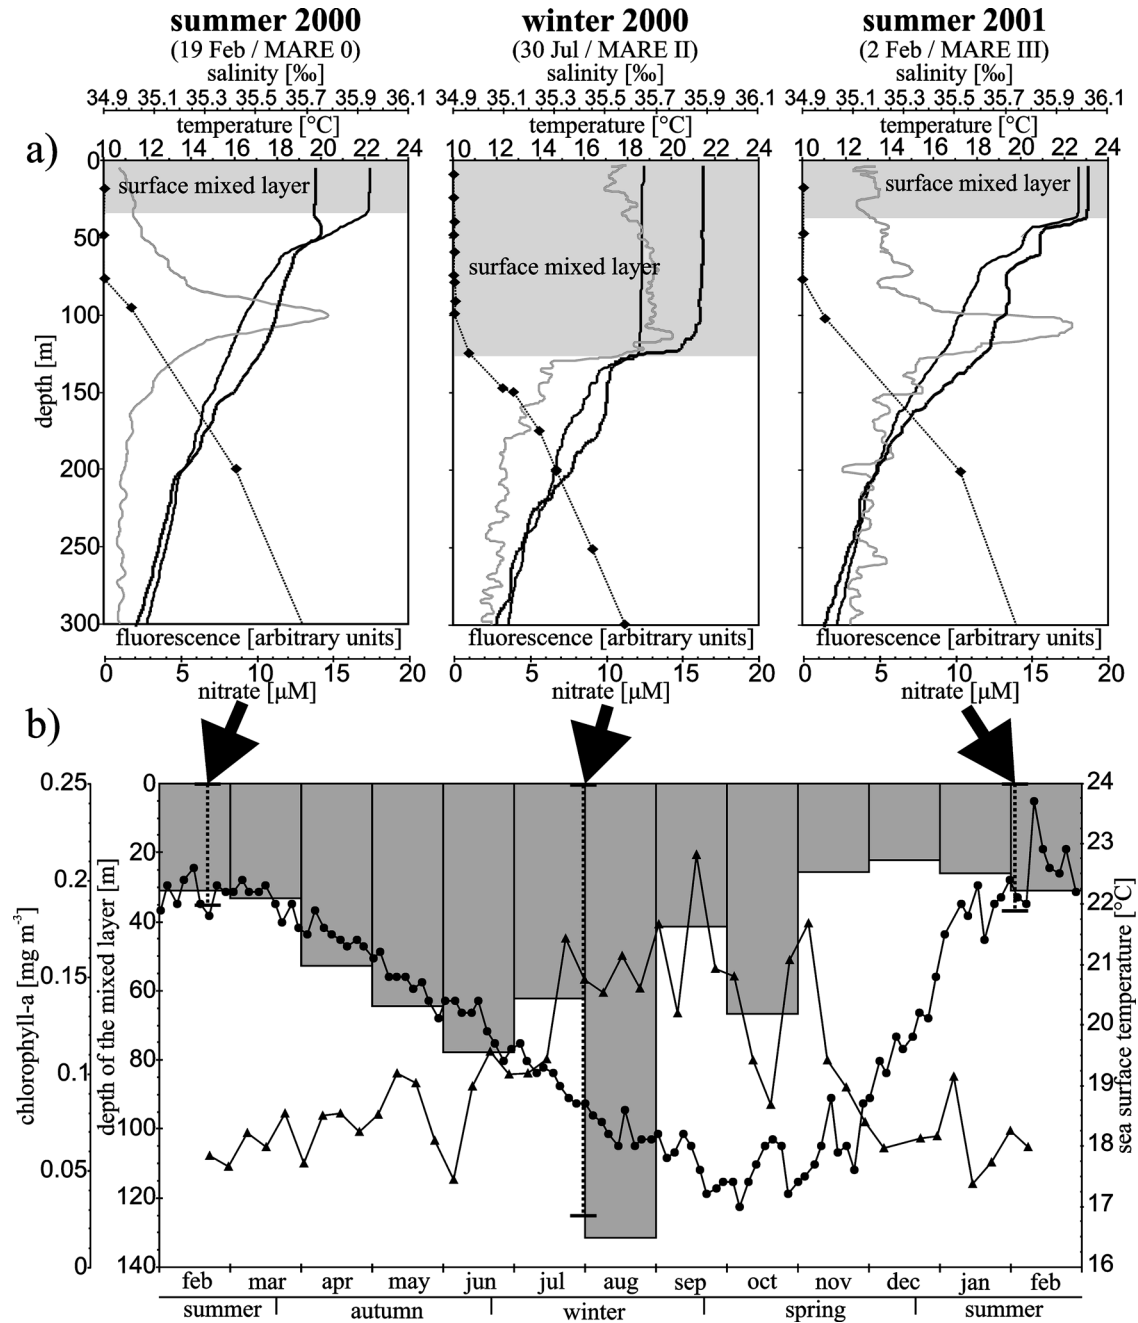 summer 2000 winter 2000 summer 2001
(19 Feb / MARE 0) (30 Jul / MARE II) (2 Feb / MARE III)
salinity [‰] salinity [‰] salinity [‰]
34.9 35.1 35.3 35.5 35.7 35.9 36.1 34.9 35.1 35.3 35.5 35.7 35.9 36.1 34.9 35.1 35.3 35.5 35.7 35.9 36.1
temperature [°C] temperature [°C] temperature [°C]
a) 10 12 14 16 18 20 22 24 10 12 14 16 18 20 22 24 10 12 14 16 18 20 22 24
0
surface mixed layer surface mixed layer
50
surface mixed layer
100
depth [m]
150
200
250
300
fluorescence [arbitrary units] fluorescence [arbitrary units] fluorescence [arbitrary units]
0 5 10 15 20 0 5 10 15 20 0 5 10 15 20
nitrate [µM] nitrate [µM] nitrate [µM]
b)
0.25 0 24
20 23
0.2
40 22
0.15 21
60
20
80
0.1 19
100
18
0.05
120 17
0 140 16
chlorophyll-a [mg m-3]
depth of the mixed layer [m]
sea surface temperature [°C]
feb mar apr may jun jul aug sep oct nov dec jan feb
summer autumn winter spring summer